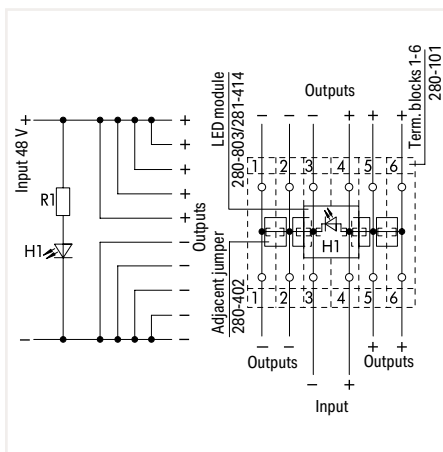 Input 48 V
+
R1
H1
−
+
+
+
+
+
−
−
−
−
−
Outputs
LED module
280-803/281-414
Adjacent jumper
280-402
Term. blocks 1-6
280-101
Outputs
− − − + + +
1 2 3 4 5 6
H1
1 2 3 4 5 6
− − + +
Outputs Outputs
− +
Input